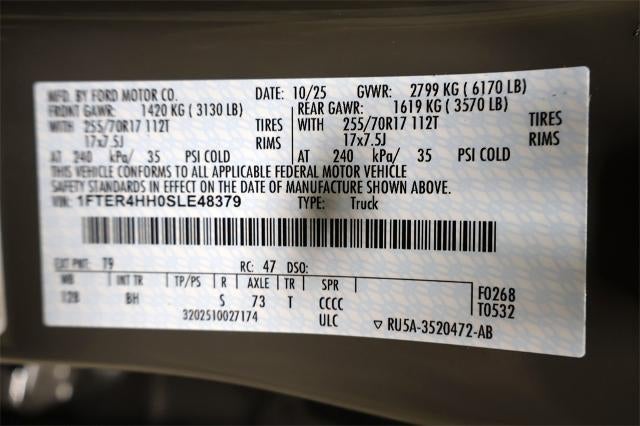 MFD. BY FORD MOTOR CO. DATE: 10/25 GVWR: 2799 KG ( 6170 LB)
FRONT GAWR: 1420 KG ( 3130 LB) REAR GAWR: 1619 KG ( 3570 LB)
WITH 255/70R17 112T TIRES WITH 255/70R17 112T TIRES
17x7.5J RIMS 17x7.5J RIMS
AT 240 kPa/ 35 PSI COLD AT 240 kPa/ 35 PSI COLD
THIS VEHICLE CONFORMS TO ALL APPLICABLE FEDERAL MOTOR VEHICLE
SAFETY STANDARDS IN EFFECT ON THE DATE OF MANUFACTURE SHOWN ABOVE.
VIN: 1FTER4HH0SLE48379 TYPE: Truck
EXT PNT: T9 RC: 47 DSO:
WB INT TR TP/PS R AXLE TR SPR
128 BH S 73 T CCCC
3202510027174 ULC
F0268
T0532
▽ RU5A-3520472-AB